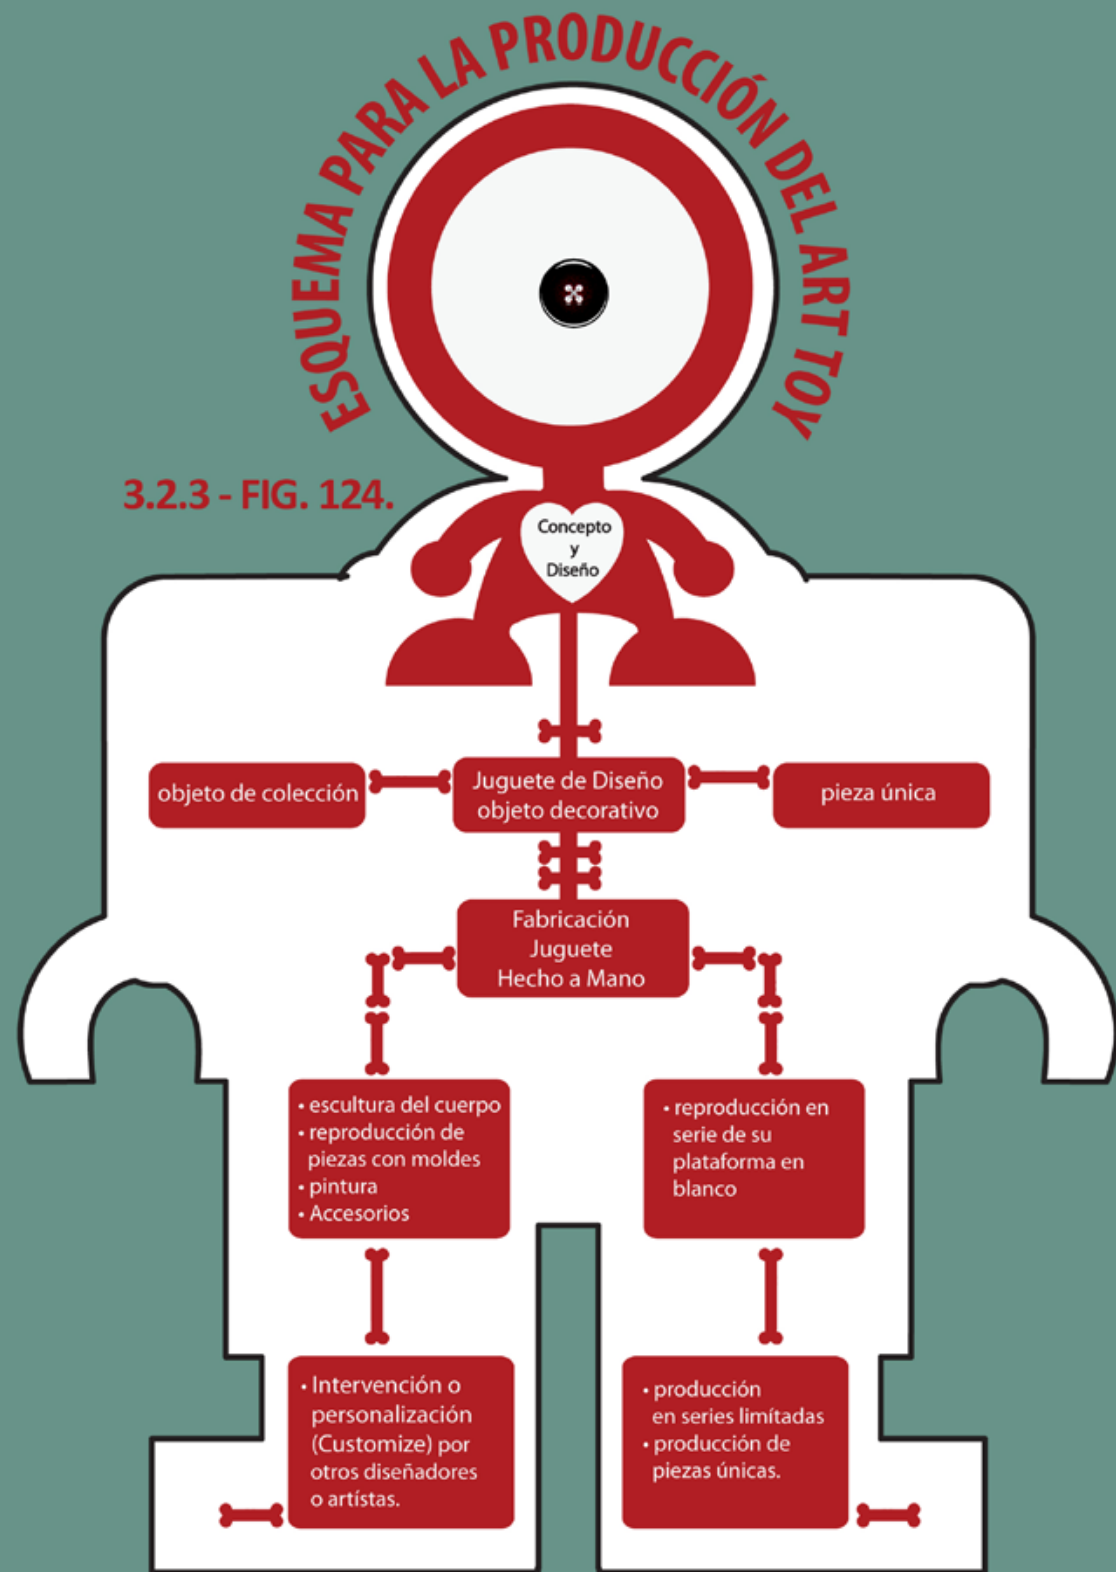 ESQUEMA PARA LA PRODUCCIÓN DEL ART TOY
3.2.3 - FIG. 124.
Concepto
y
Diseño
objeto de colección
Juguete de Diseño
objeto decorativo
pieza única
Fabricación
Juguete
Hecho a Mano
• escultura del cuerpo
• reproducción de
piezas con moldes
• pintura
• Accesorios
• reproducción en
serie de su
plataforma en
blanco
• Intervención o
personalización
(Customize) por
otros diseñadores
o artístas.
• producción
en series limítadas
• producción de
piezas únicas.